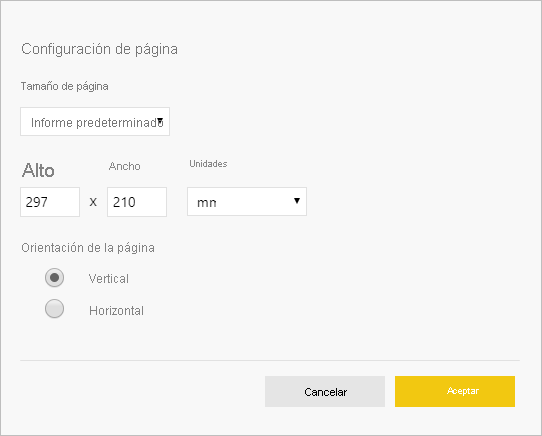 Configuración de página
Tamaño de página
Informe predeterminado
Alto Ancho Unidades
297 x 210 mm
Orientación de la página
Vertical
Horizontal
Cancelar Aceptar